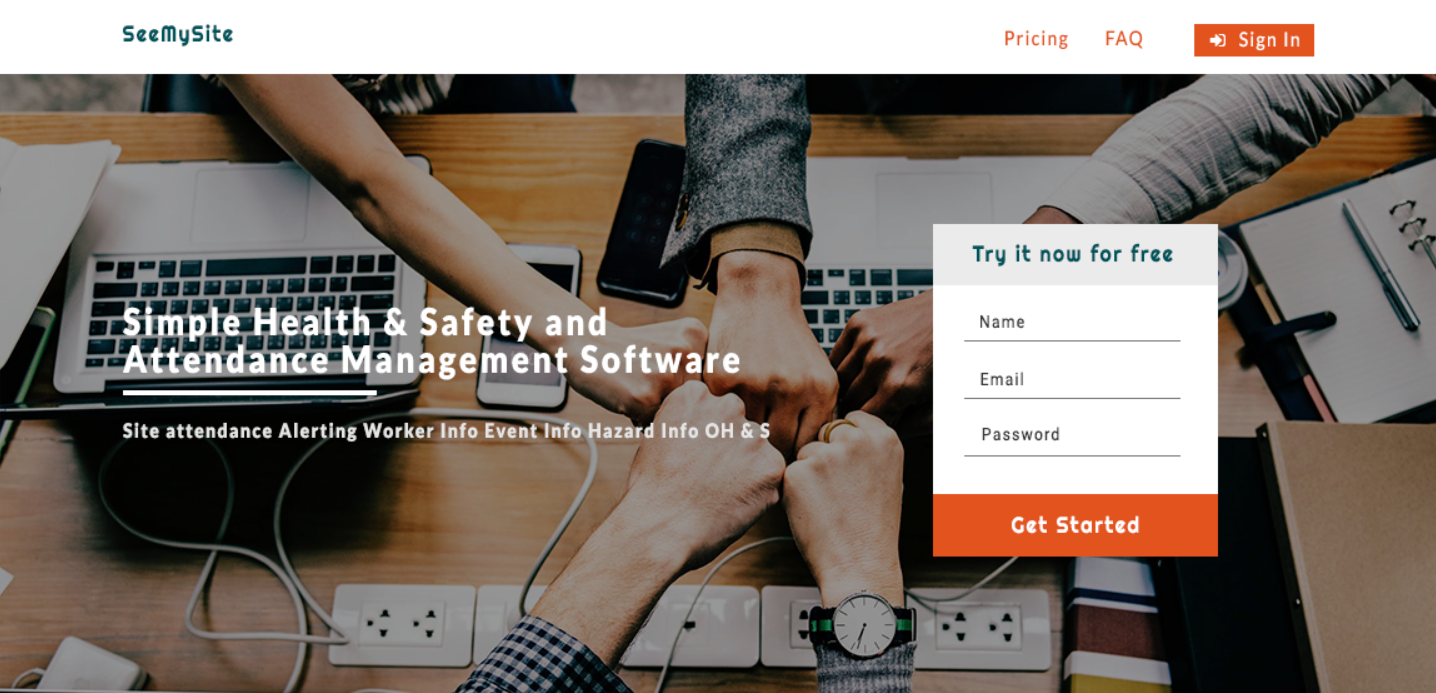 SeeMySite
Pricing
FAQ
Sign In
Try it now for free
Name
Email
Password
Get Started
Simple Health & Safety and
Attendance Management Software
Site attendance Alerting Worker Info Event Info Hazard Info OH & S